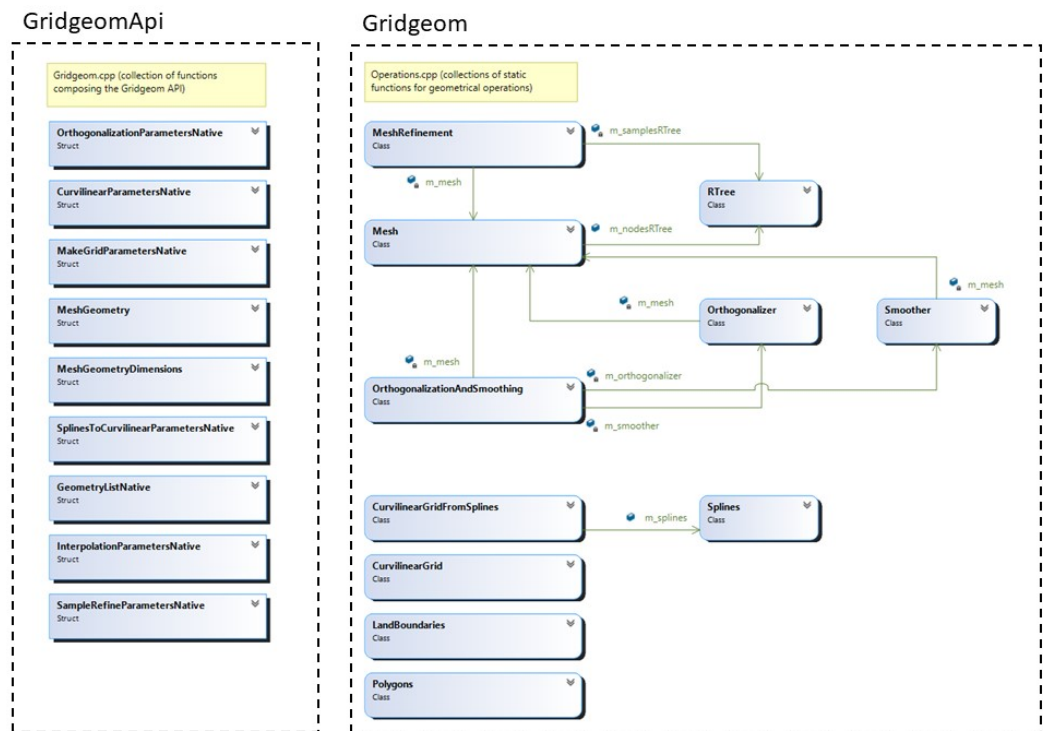 GridgeomApi
Gridgeom.cpp (collection of functions
composing the Gridgeom API)
OrthogonalizationParametersNative
Struct
CurvilinearParametersNative
Struct
MakeGridParametersNative
Struct
MeshGeometry
Struct
MeshGeometryDimensions
Struct
SplinesToCurvilinearParametersNative
Struct
GeometryListNative
Struct
InterpolationParametersNative
Struct
SampleRefineParametersNative
Struct
Gridgeom
Operations.cpp (collections of static
functions for geometrical operations)
MeshRefinement
Class
m_samplesRTree
m_mesh
RTree
Class
Mesh
Class
m_nodesRTree
m_mesh
m_mesh
Orthogonalizer
Class
Smoother
Class
m_mesh
OrthogonalizationAndSmoothing
Class
m_orthogonalizer
m_smoother
CurvilinearGridFromSplines
Class
m_splines
Splines
Class
CurvilinearGrid
Class
LandBoundaries
Class
Polygons
Class